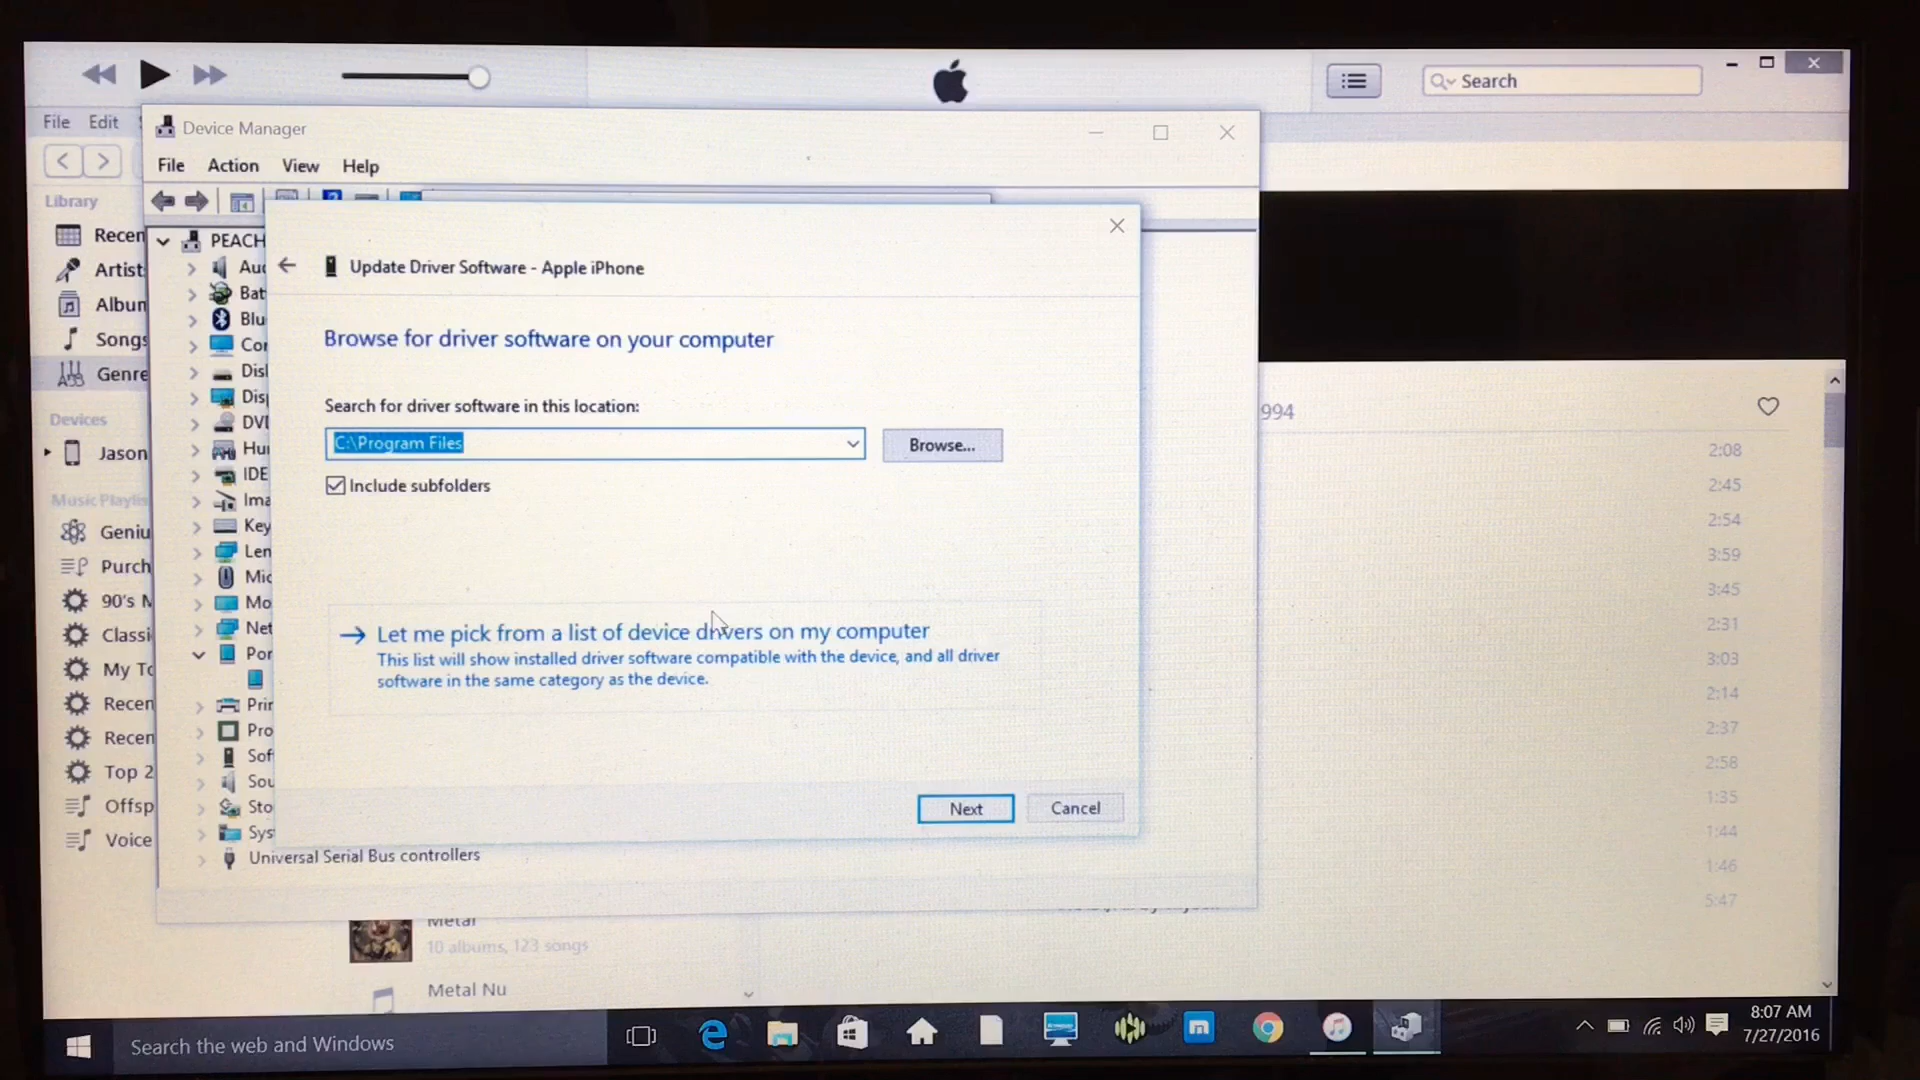 Search
File Edit
Device Manager
File Action View Help
Library
Recen
Artist
Album
Songs
Genre
Devices
Jason
Music Playlis
Geniu
Purch
90's M
Classi
My To
Recen
Recen
Top 2
Offsp
Voice
PEACH
Auc
Bat
Blu
Cor
Disl
Disp
DVI
Hur
IDE
Ima
Key
Len
Mic
Mo
Net
Por
Prin
Pro
Sof
Sou
Sto
Sys
Universal Serial Bus controllers
Update Driver Software - Apple iPhone
Browse for driver software on your computer
Search for driver software in this location:
C:\Program Files
Browse...
Include subfolders
Let me pick from a list of device drivers on my computer
This list will show installed driver software compatible with the device, and all driver
software in the same category as the device.
Next Cancel
994
2:08
2:45
2:54
3:59
3:45
2:31
3:03
2:14
2:37
2:58
1:35
1:44
1:46
5:47
Metal
10 albums, 123 songs
Metal Nu
Search the web and Windows
8:07 AM
7/27/2016